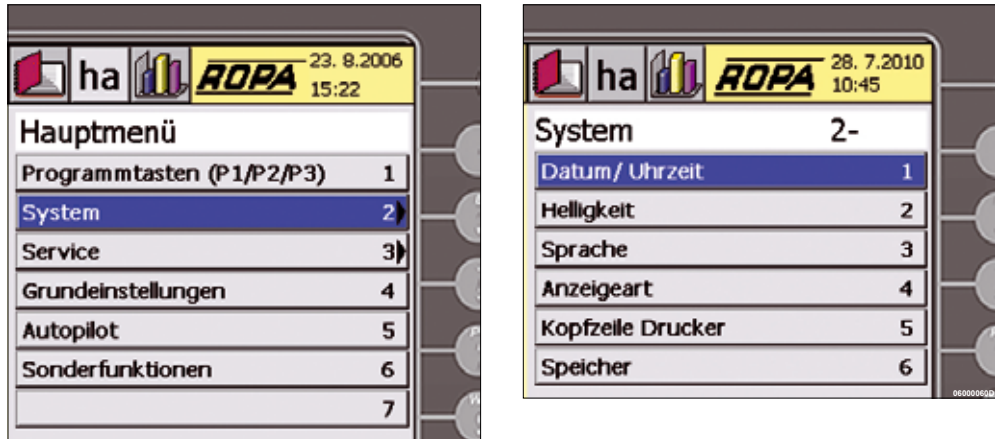 ha ROPA 23. 8.2006
15:22
Hauptmenü
Programmtasten (P1/P2/P3) 1
System 2
Service 3
Grundeinstellungen 4
Autopilot 5
Sonderfunktionen 6
7
ha ROPA 28. 7.2010
10:45
System 2-
Datum/ Uhrzeit 1
Helligkeit 2
Sprache 3
Anzeigeart 4
Kopfzeile Drucker 5
Speicher 6